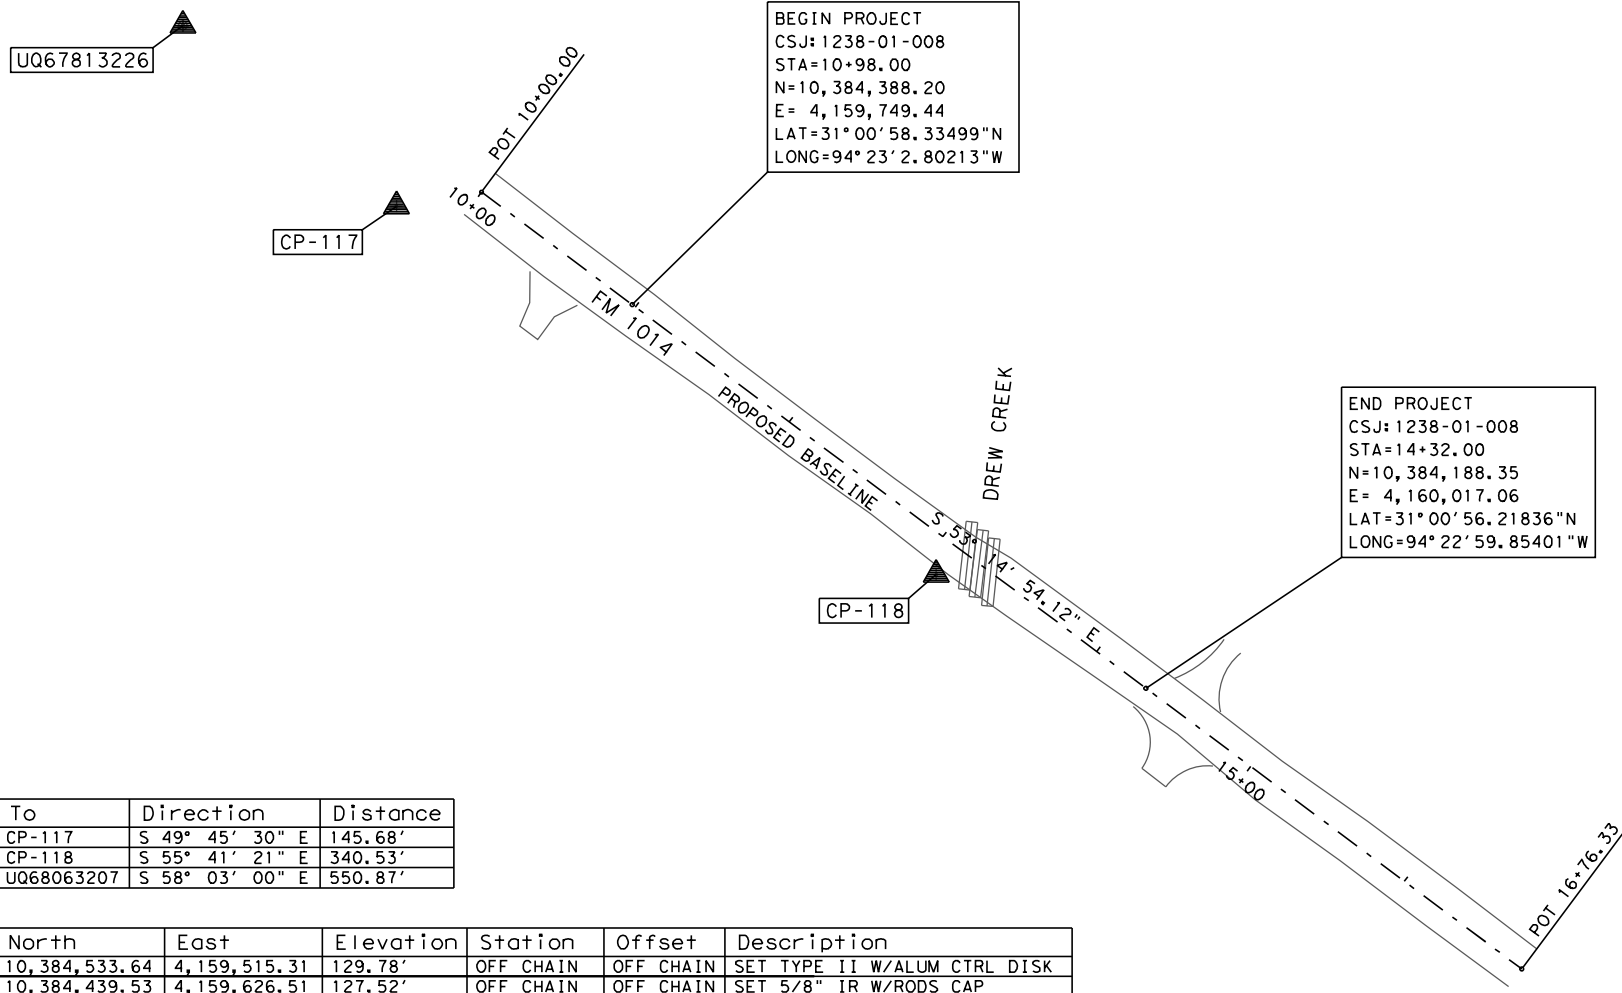 UQ67813226
CP-117
POT 10+00.00
10+00
BEGIN PROJECT
CSJ: 1238-01-008
STA=10+98.00
N=10,384,388.20
E= 4,159,749.44
LAT=31°00'58.33499"N
LONG=94°23'2.80213"W
FM 1014
PROPOSED BASELINE
DREW CREEK
S 53° 14' 54.12" E
CP-118
END PROJECT
CSJ: 1238-01-008
STA=14+32.00
N=10,384,188.35
E= 4,160,017.06
LAT=31°00'56.21836"N
LONG=94°22'59.85401"W
15+00
POT 16+76.33
To Direction Distance
CP-117 S 49° 45' 30" E 145.68'
CP-118 S 55° 41' 21" E 340.53'
UQ68063207 S 58° 03' 00" E 550.87'
North East Elevation Station Offset Description
10,384,533.64 4,159,515.31 129.78' OFF CHAIN OFF CHAIN SET TYPE II W/ALUM CTRL DISK
10,384,439.53 4,159,626.51 127.52' OFF CHAIN OFF CHAIN SET 5/8" IR W/RODS CAP